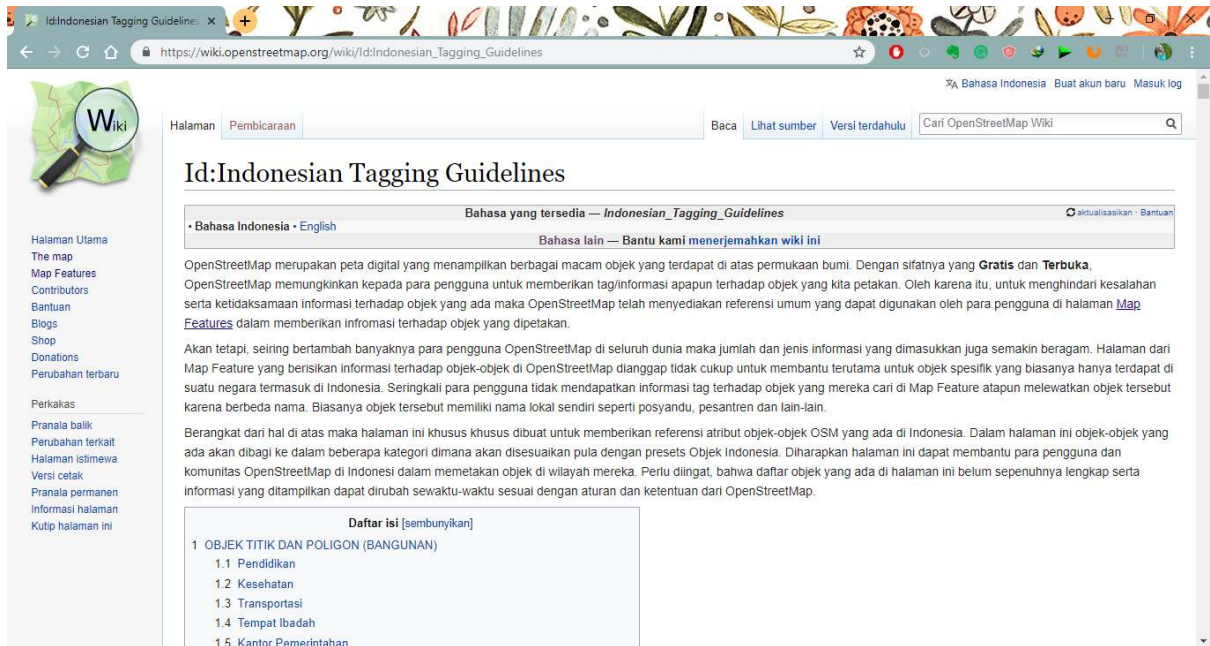 Id:Indonesian Tagging Guideline
https://wiki.openstreetmap.org/wiki/Id:Indonesian_Tagging_Guidelines
Bahasa Indonesia Buat akun baru Masuk log
Wiki
Halaman Pembicaraan Baca Lihat sumber Versi terdahulu Cari OpenStreetMap Wiki
Id:Indonesian Tagging Guidelines
Bahasa yang tersedia — Indonesian_Tagging_Guidelines aktualisasikan · Bantuan
• Bahasa Indonesia • English
Bahasa lain — Bantu kami menerjemahkan wiki ini
Halaman Utama
The map
Map Features
Contributors
Bantuan
Blogs
Shop
Donations
Perubahan terbaru
Perkakas
Pranala balik
Perubahan terkait
Halaman istimewa
Versi cetak
Pranala permanen
Informasi halaman
Kutip halaman ini
OpenStreetMap merupakan peta digital yang menampilkan berbagai macam objek yang terdapat di atas permukaan bumi. Dengan sifatnya yang Gratis dan Terbuka,
OpenStreetMap memungkinkan kepada para pengguna untuk memberikan tag/informasi apapun terhadap objek yang kita petakan. Oleh karena itu, untuk menghindari kesalahan
serta ketidaksamaan informasi terhadap objek yang ada maka OpenStreetMap telah menyediakan referensi umum yang dapat digunakan oleh para pengguna di halaman Map
Features dalam memberikan infromasi terhadap objek yang dipetakan.
Akan tetapi, seiring bertambah banyaknya para pengguna OpenStreetMap di seluruh dunia maka jumlah dan jenis informasi yang dimasukkan juga semakin beragam. Halaman dari
Map Feature yang berisikan informasi terhadap objek-objek di OpenStreetMap dianggap tidak cukup untuk membantu terutama untuk objek spesifik yang biasanya hanya terdapat di
suatu negara termasuk di Indonesia. Seringkali para pengguna tidak mendapatkan informasi tag terhadap objek yang mereka cari di Map Feature atapun melewatkan objek tersebut
karena berbeda nama. Biasanya objek tersebut memiliki nama lokal sendiri seperti posyandu, pesantren dan lain-lain.
Berangkat dari hal di atas maka halaman ini khusus khusus dibuat untuk memberikan referensi atribut objek-objek OSM yang ada di Indonesia. Dalam halaman ini objek-objek yang
ada akan dibagi ke dalam beberapa kategori dimana akan disesuaikan pula dengan presets Objek Indonesia. Diharapkan halaman ini dapat membantu para pengguna dan
komunitas OpenStreetMap di Indonesi dalam memetakan objek di wilayah mereka. Perlu diingat, bahwa daftar objek yang ada di halaman ini belum sepenuhnya lengkap serta
informasi yang ditampilkan dapat dirubah sewaktu-waktu sesuai dengan aturan dan ketentuan dari OpenStreetMap.
Daftar isi [sembunyikan]
1 OBJEK TITIK DAN POLIGON (BANGUNAN)
1.1 Pendidikan
1.2 Kesehatan
1.3 Transportasi
1.4 Tempat Ibadah
1.5 Kantor Pemerintahan